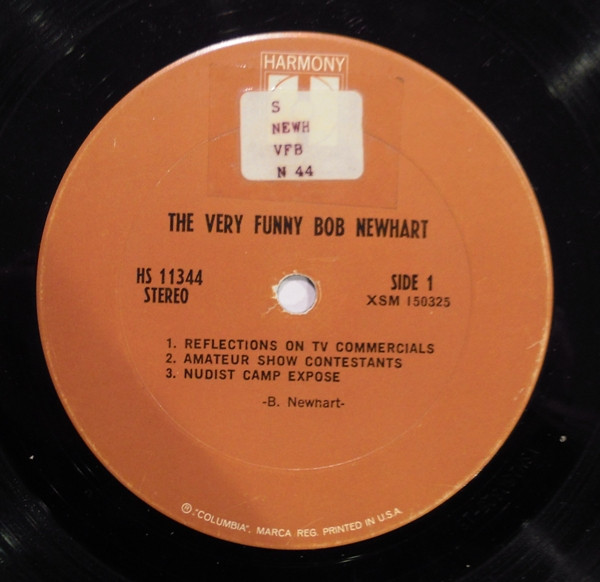 HARMONY
S
NEWH
VFB
N 44
THE VERY FUNNY BOB NEWHART
HS 11344
STEREO
SIDE 1
XSM 150325
1. REFLECTIONS ON TV COMMERCIALS
2. AMATEUR SHOW CONTESTANTS
3. NUDIST CAMP EXPOSE
-B. Newhart-
® "COLUMBIA", MARCA REG. PRINTED IN U.S.A.